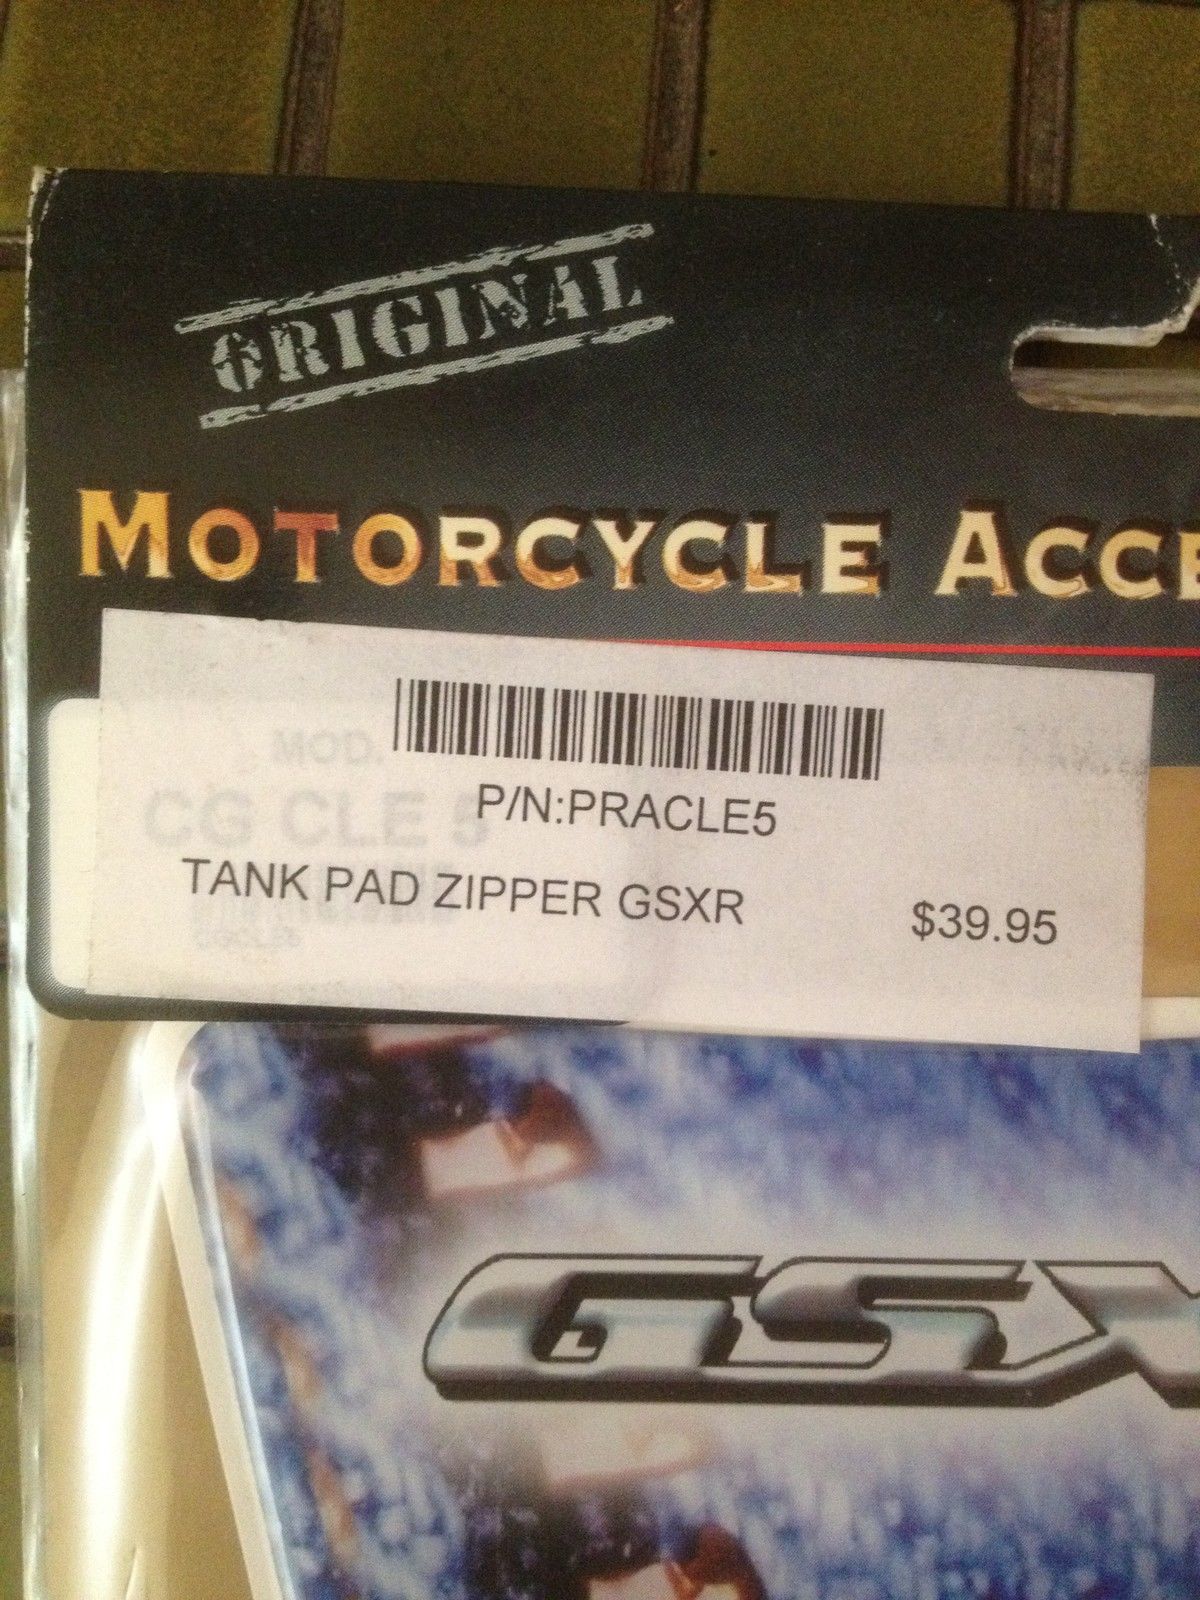 ORIGINAL
MOTORCYCLE ACCE
MOD.
CG CLE 5
P/N:PRACLE5
TANK PAD ZIPPER GSXR
$39.95
GSX